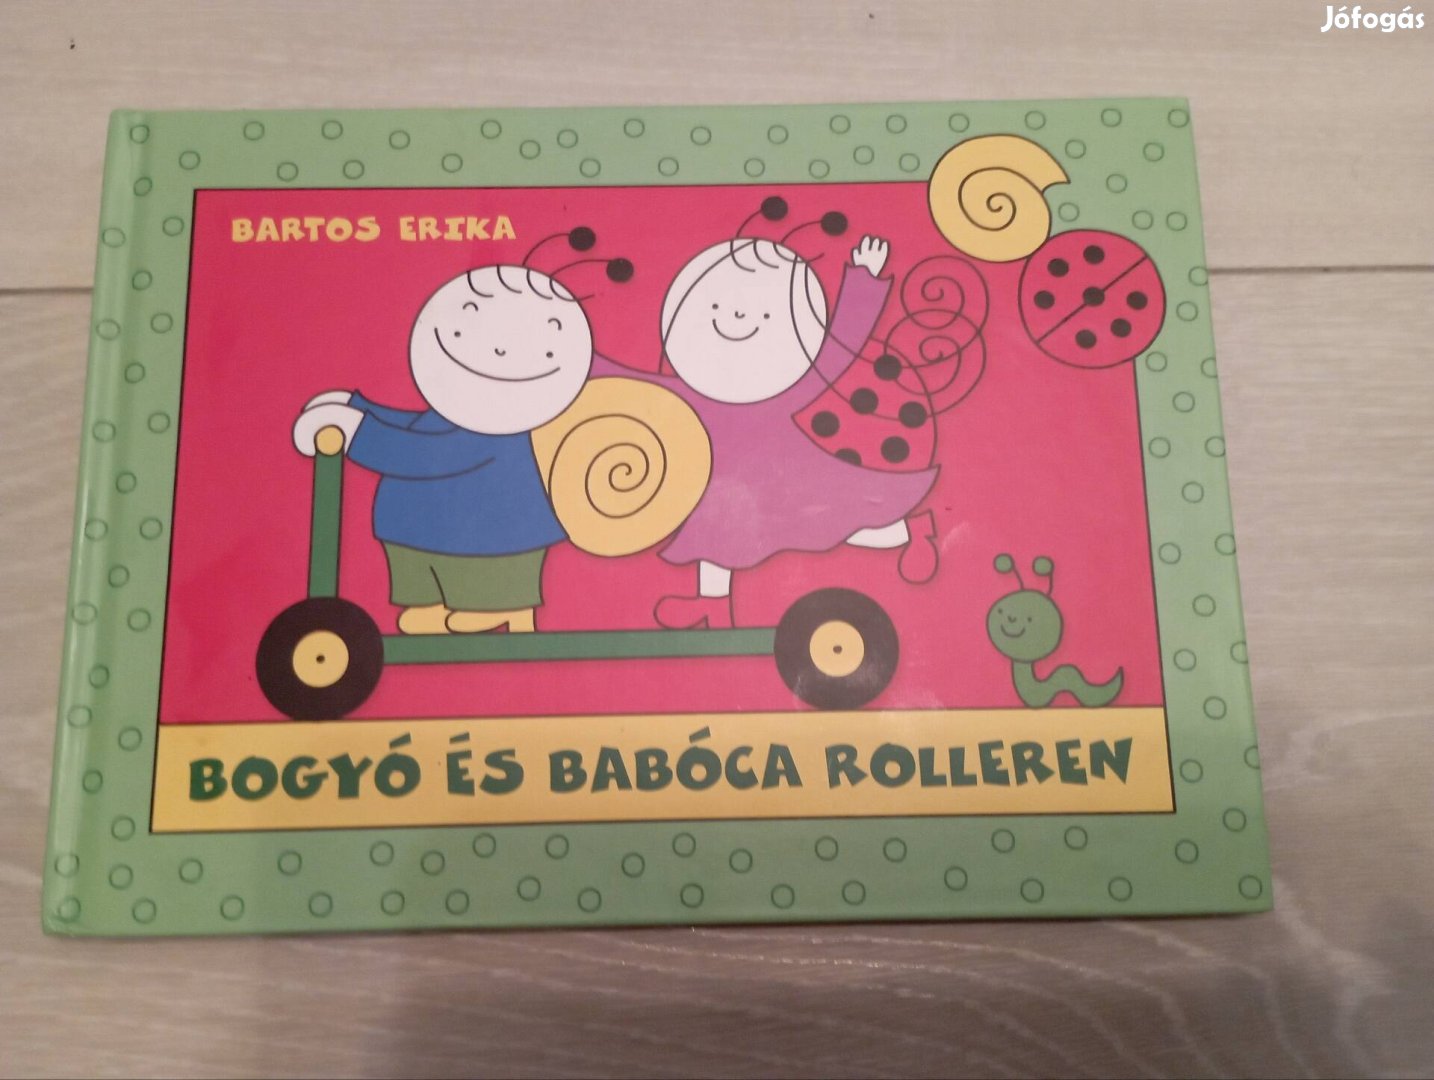 Jófogás
BARTOS ERIKA
BOGYÓ ÉS BABÓCA ROLLEREN